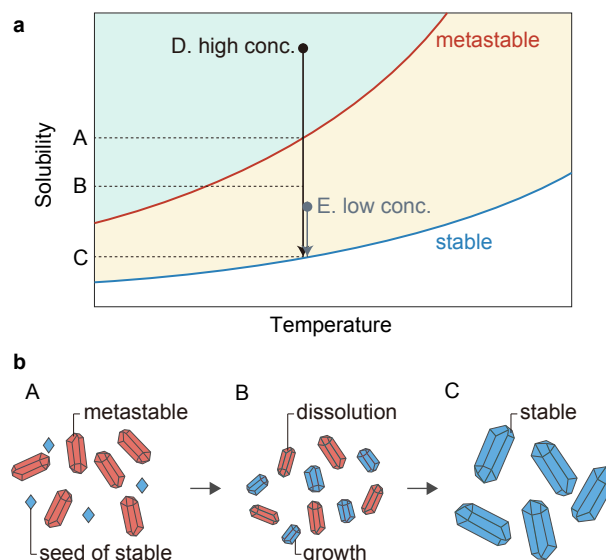 a
D. high conc.
metastable
A
B
E. low conc.
C
stable
Solubility
Temperature
b
A
B
C
metastable
dissolution
stable
seed of stable
growth